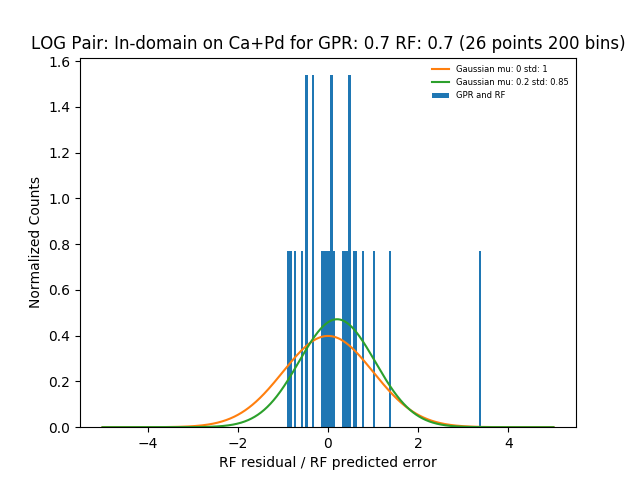 LOG Pair: In-domain on Ca+Pd for GPR: 0.7 RF: 0.7 (26 points 200 bins)
Gaussian mu: 0 std: 1
Gaussian mu: 0.2 std: 0.85
GPR and RF
Normalized Counts
1.6
1.4
1.2
1.0
0.8
0.6
0.4
0.2
0.0
−4 −2 0 2 4
RF residual / RF predicted error